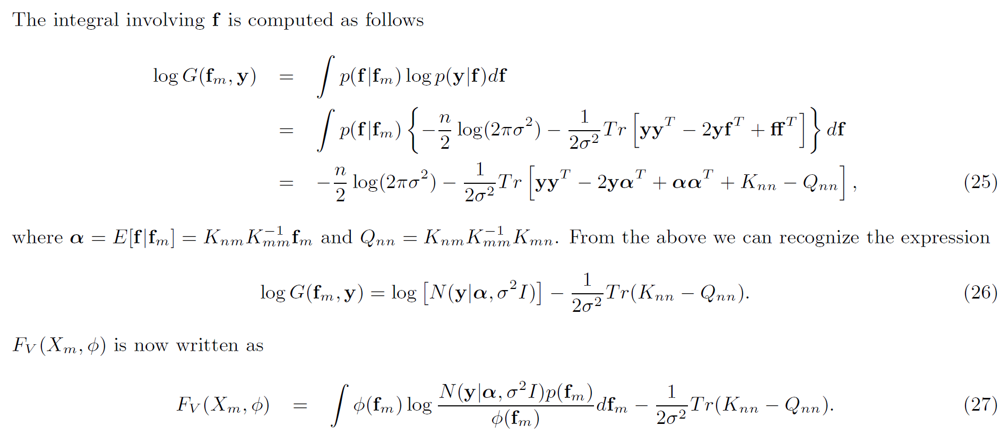 The integral involving $\mathbf{f}$ is computed as follows
$\log G(\mathbf{f}_m, \mathbf{y}) = \int p(\mathbf{f}|\mathbf{f}_m) \log p(\mathbf{y}|\mathbf{f}) d\mathbf{f}$
$= \int p(\mathbf{f}|\mathbf{f}_m) \left\{ -\frac{n}{2} \log(2\pi\sigma^2) - \frac{1}{2\sigma^2} Tr \left[ \mathbf{y}\mathbf{y}^T - 2\mathbf{y}\mathbf{f}^T + \mathbf{f}\mathbf{f}^T \right] \right\} d\mathbf{f}$
$= -\frac{n}{2} \log(2\pi\sigma^2) - \frac{1}{2\sigma^2} Tr \left[ \mathbf{y}\mathbf{y}^T - 2\mathbf{y}\boldsymbol{\alpha}^T + \boldsymbol{\alpha}\boldsymbol{\alpha}^T + K_{nn} - Q_{nn} \right],$ (25)
where $\boldsymbol{\alpha} = E[\mathbf{f}|\mathbf{f}_m] = K_{nm} K_{mm}^{-1} \mathbf{f}_m$ and $Q_{nn} = K_{nm} K_{mm}^{-1} K_{mn}$. From the above we can recognize the expression
$\log G(\mathbf{f}_m, \mathbf{y}) = \log \left[ N(\mathbf{y}|\boldsymbol{\alpha}, \sigma^2 I) \right] - \frac{1}{2\sigma^2} Tr(K_{nn} - Q_{nn}).$ (26)
$F_V(X_m, \phi)$ is now written as
$F_V(X_m, \phi) = \int \phi(\mathbf{f}_m) \log \frac{N(\mathbf{y}|\boldsymbol{\alpha}, \sigma^2 I) p(\mathbf{f}_m)}{\phi(\mathbf{f}_m)} d\mathbf{f}_m - \frac{1}{2\sigma^2} Tr(K_{nn} - Q_{nn}).$ (27)